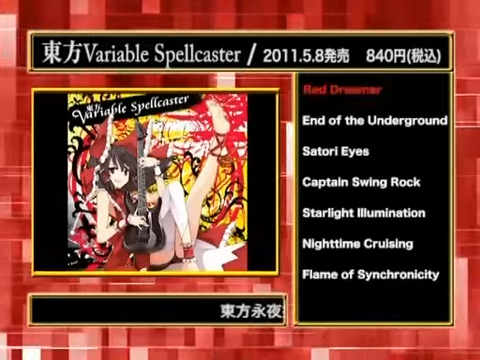 東方Variable Spellcaster / 2011.5.8発売 840円(税込)
東方
Variable Spellcaster
Red Dreamer
End of the Underground
Satori Eyes
Captain Swing Rock
Starlight Illumination
Nighttime Cruising
Flame of Synchronicity
東方永夜